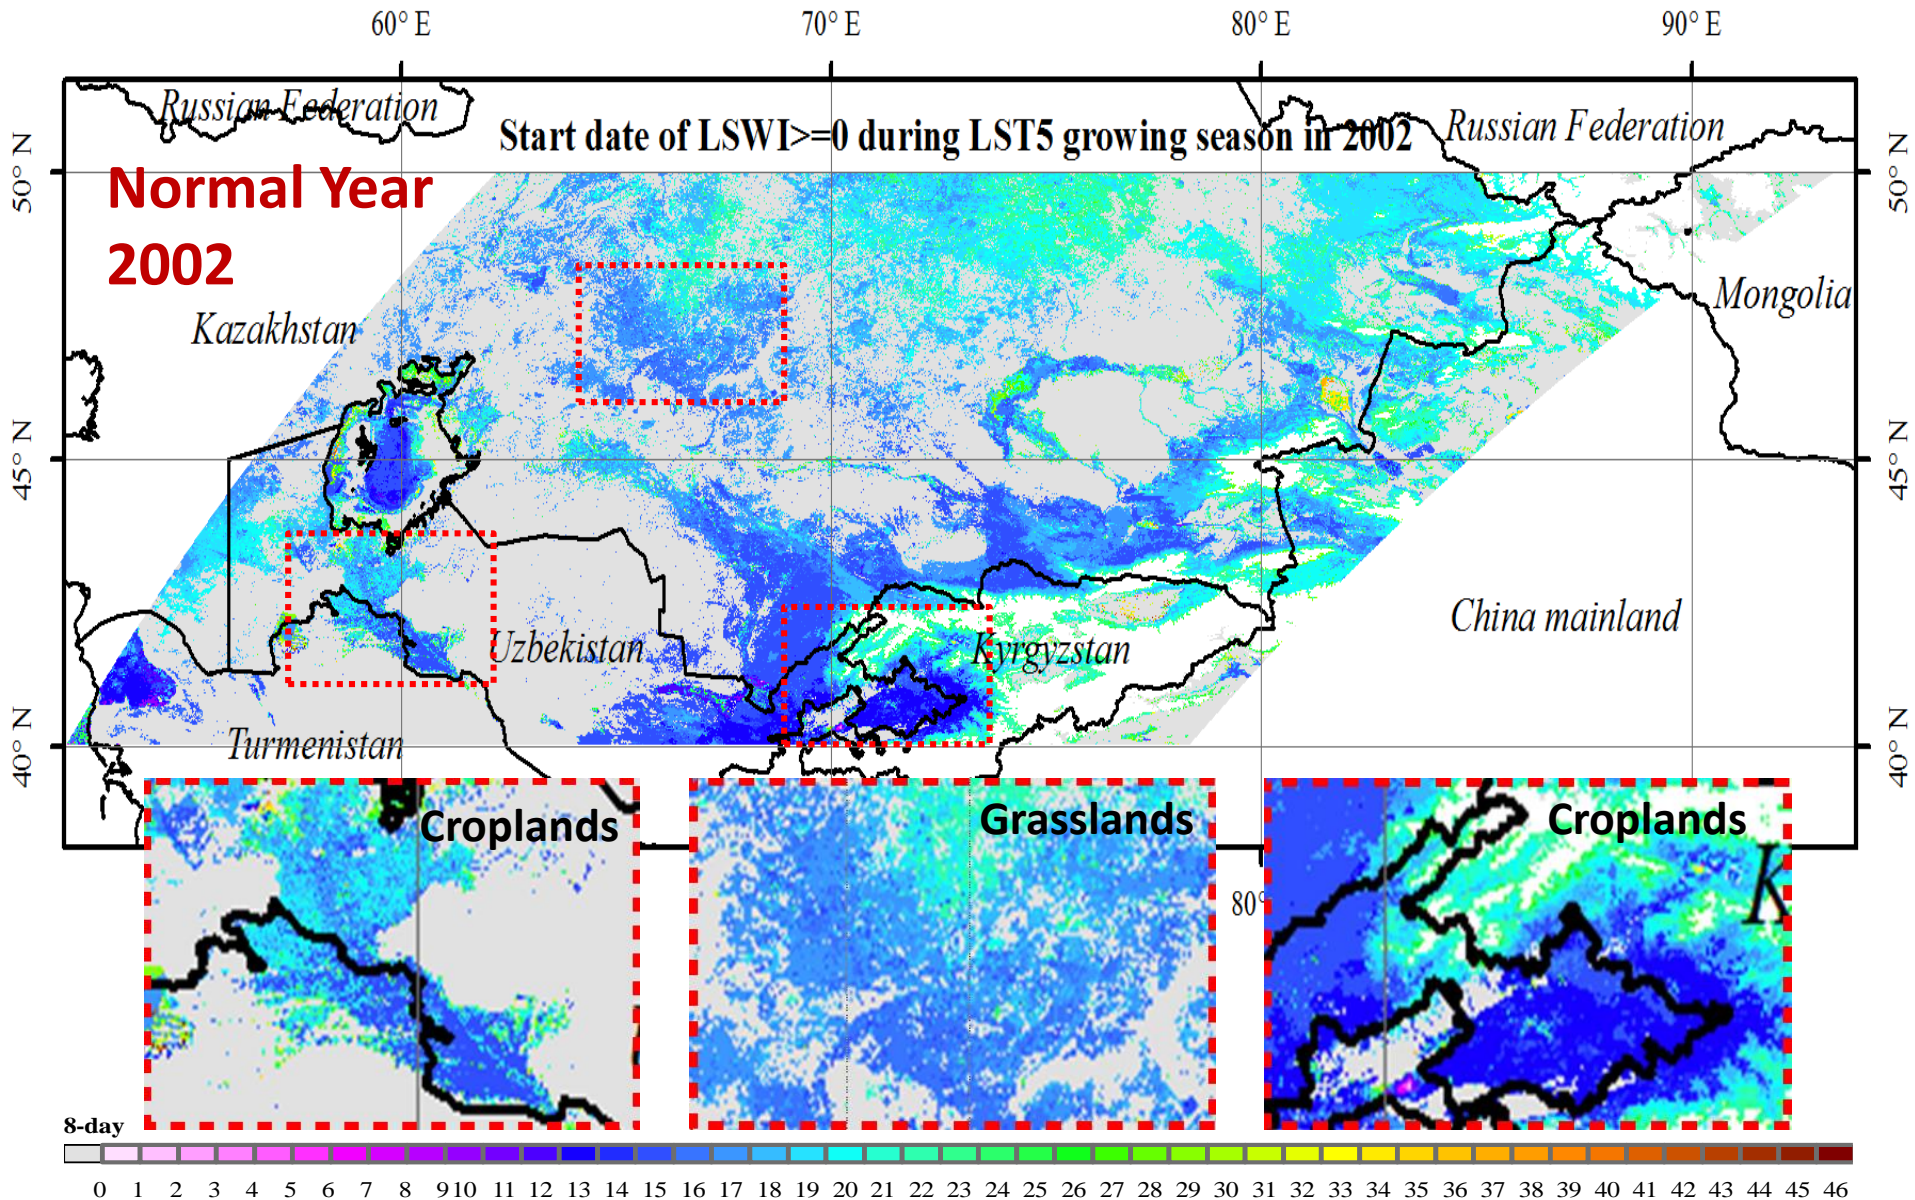 60° E 70° E 80° E 90° E
Russian Federation
Start date of LSWI>=0 during LST5 growing season in 2002
Russian Federation
50° N
50° N
Normal Year
2002
Mongolia
Kazakhstan
45° N
45° N
China mainland
Uzbekistan
Kyrgyzstan
40° N
40° N
Turmenistan
Croplands
Grasslands
Croplands
80°
K
8-day
0 1 2 3 4 5 6 7 8 9 10 11 12 13 14 15 16 17 18 19 20 21 22 23 24 25 26 27 28 29 30 31 32 33 34 35 36 37 38 39 40 41 42 43 44 45 46